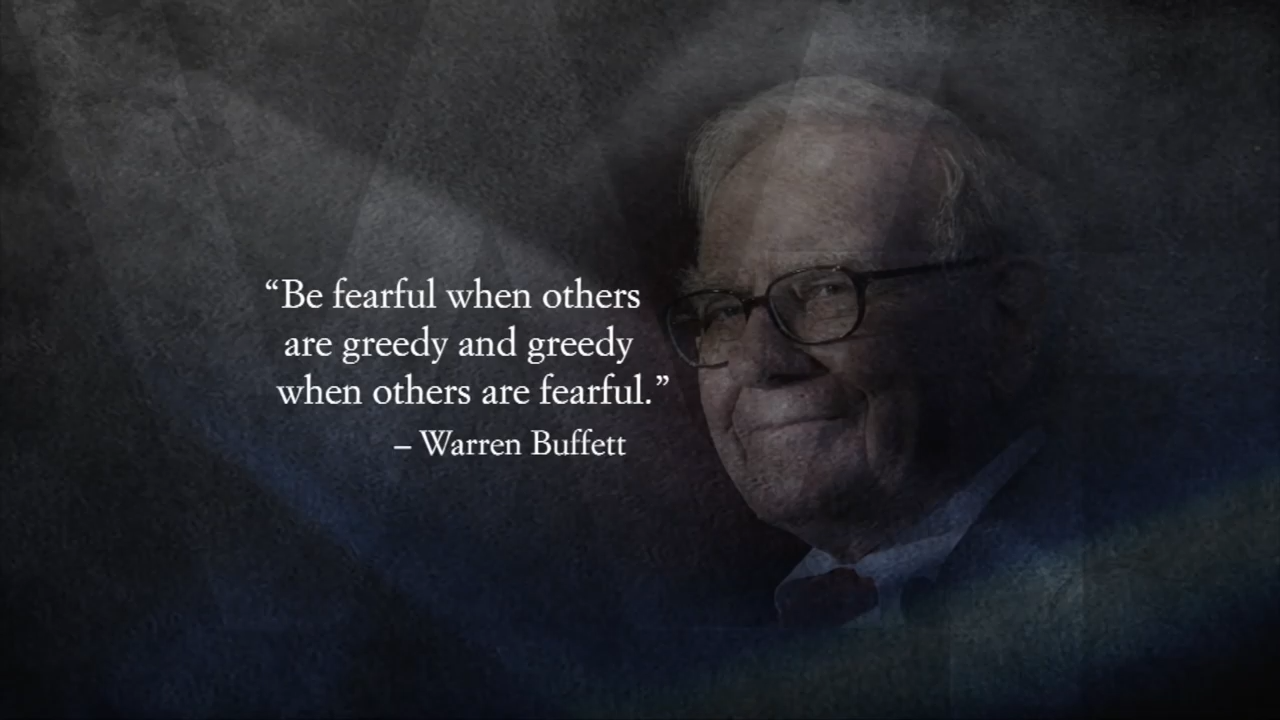 “Be fearful when others
are greedy and greedy
when others are fearful.”
– Warren Buffett